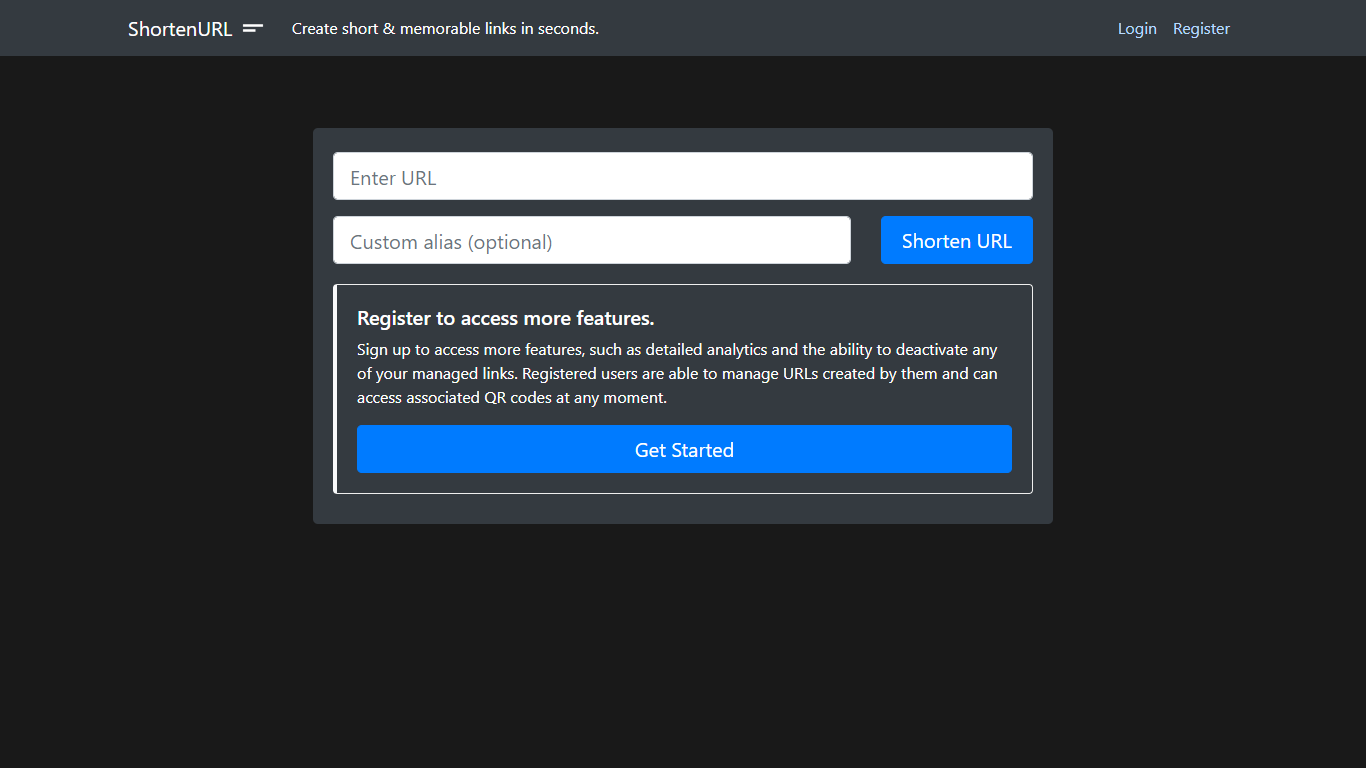 ShortenURL
Create short & memorable links in seconds.
Login
Register
Enter URL
Custom alias (optional)
Shorten URL
Register to access more features.
Sign up to access more features, such as detailed analytics and the ability to deactivate any
of your managed links. Registered users are able to manage URLs created by them and can
access associated QR codes at any moment.
Get Started